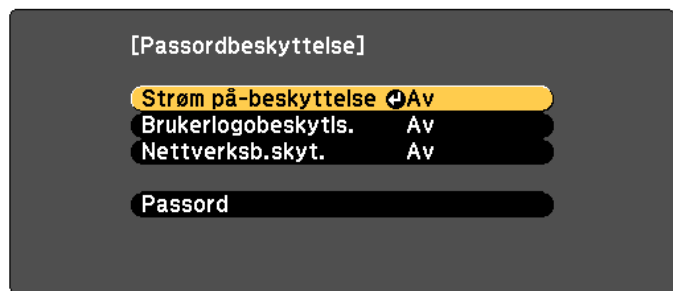 [Passordbeskyttelse]
Strøm på-beskyttelse Av
Brukerlogobeskytls. Av
Nettverksb.skyt. Av
Passord